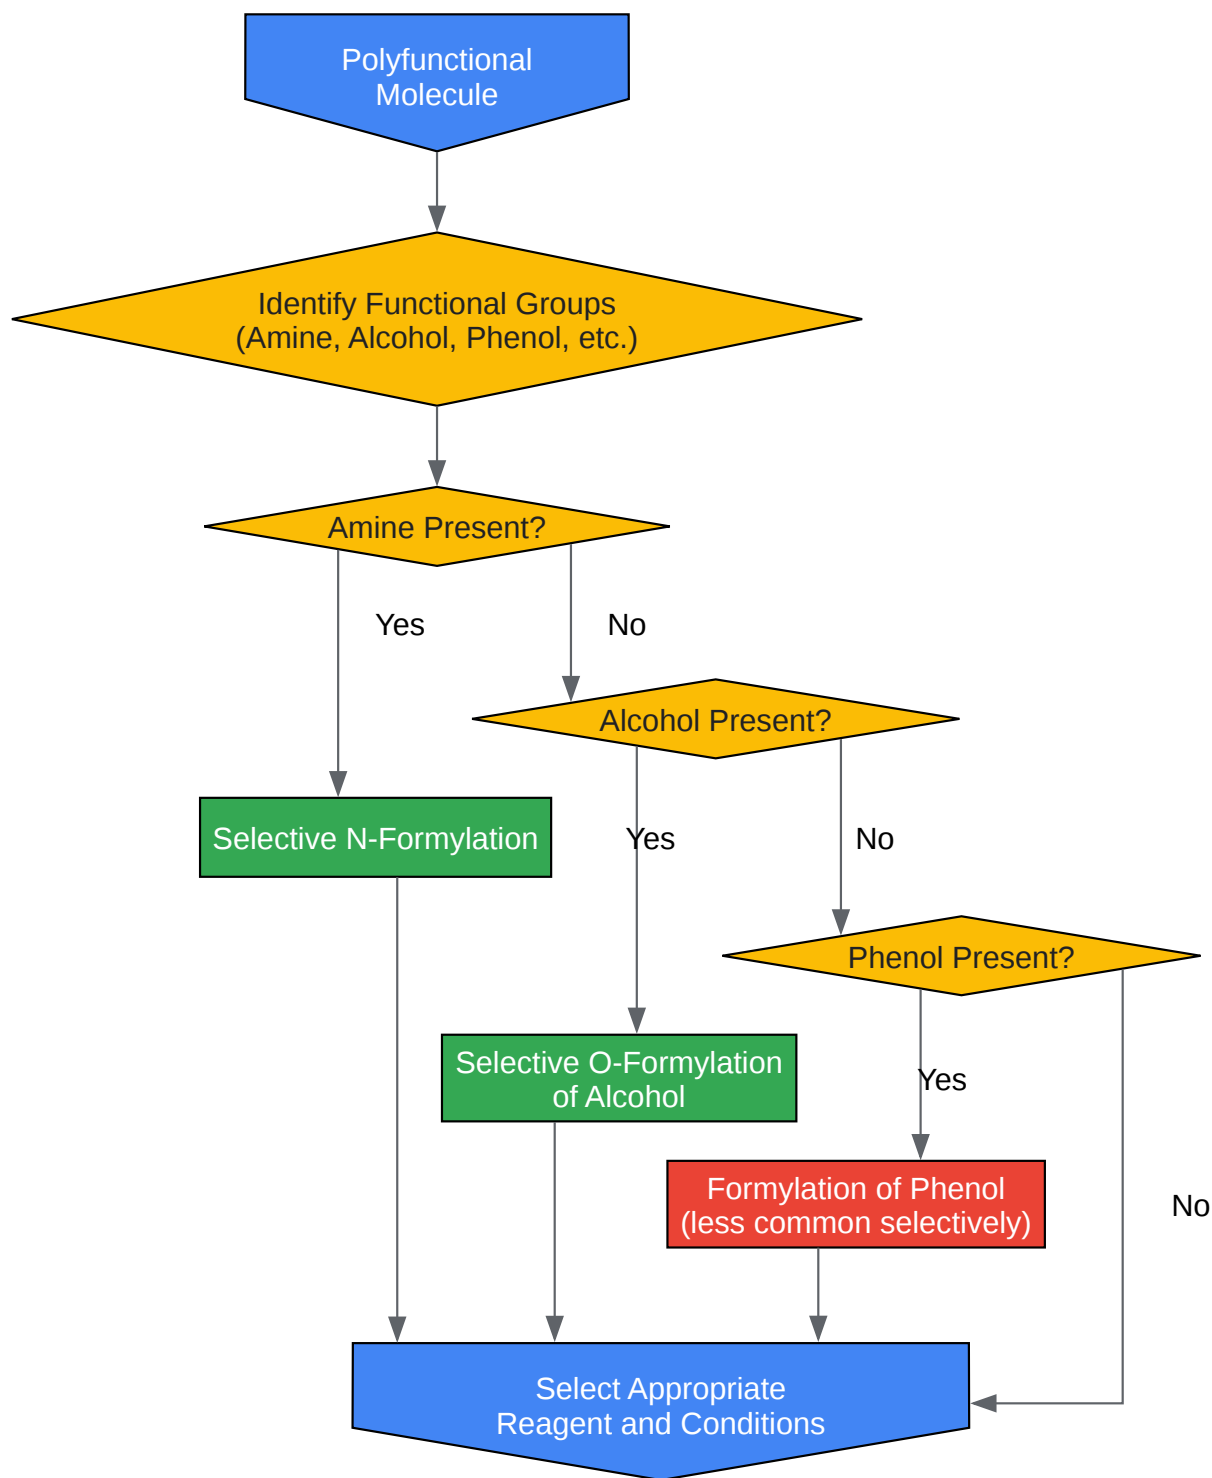 Polyfunctional
Molecule
Identify Functional Groups
(Amine, Alcohol, Phenol, etc.)
Amine Present?
Yes
No
Alcohol Present?
Selective N-Formylation
Yes
No
Phenol Present?
Selective O-Formylation
of Alcohol
Yes
Formylation of Phenol
(less common selectively)
No
Select Appropriate
Reagent and Conditions